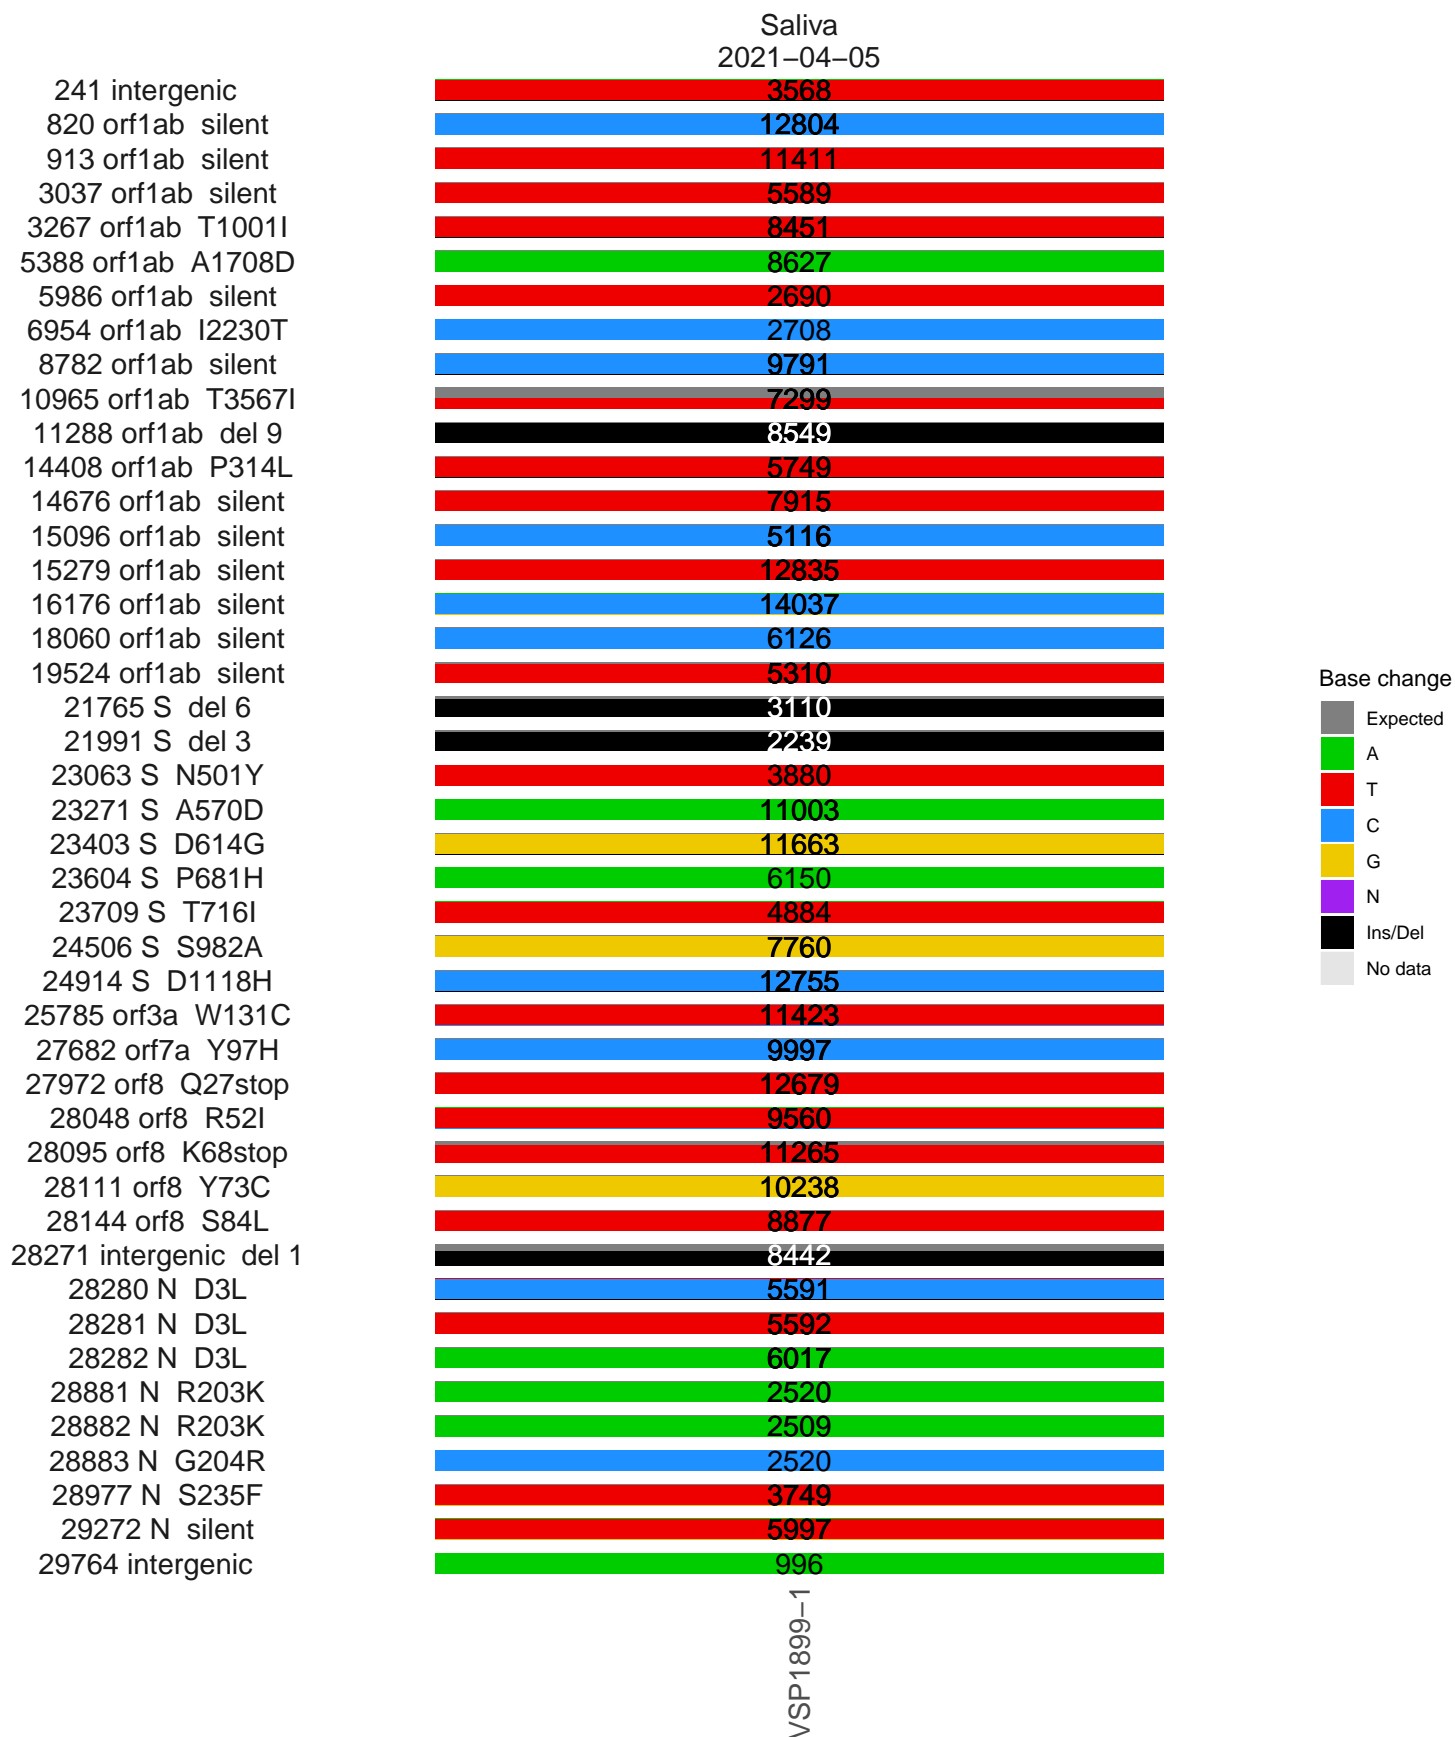 Saliva
2021−04−05
241 intergenic 3568
820 orf1ab silent 12804
913 orf1ab silent 11411
3037 orf1ab silent 5589
3267 orf1ab T1001I 8451
5388 orf1ab A1708D 8627
5986 orf1ab silent 2690
6954 orf1ab I2230T 2708
8782 orf1ab silent 9791
10965 orf1ab T3567I 7299
11288 orf1ab del 9 8549
14408 orf1ab P314L 5749
14676 orf1ab silent 7915
15096 orf1ab silent 5116
15279 orf1ab silent 12835
16176 orf1ab silent 14037
18060 orf1ab silent 6126
19524 orf1ab silent 5310
21765 S del 6 3110
21991 S del 3 2239
23063 S N501Y 3880
23271 S A570D 11003
23403 S D614G 11663
23604 S P681H 6150
23709 S T716I 4884
24506 S S982A 7760
24914 S D1118H 12755
25785 orf3a W131C 11423
27682 orf7a Y97H 9997
27972 orf8 Q27stop 12679
28048 orf8 R52I 9560
28095 orf8 K68stop 11265
28111 orf8 Y73C 10238
28144 orf8 S84L 8877
28271 intergenic del 1 8442
28280 N D3L 5591
28281 N D3L 5592
28282 N D3L 6017
28881 N R203K 2520
28882 N R203K 2509
28883 N G204R 2520
28977 N S235F 3749
29272 N silent 5997
29764 intergenic 996
VSP1899−1
Base change
Expected
A
T
C
G
N
Ins/Del
No data